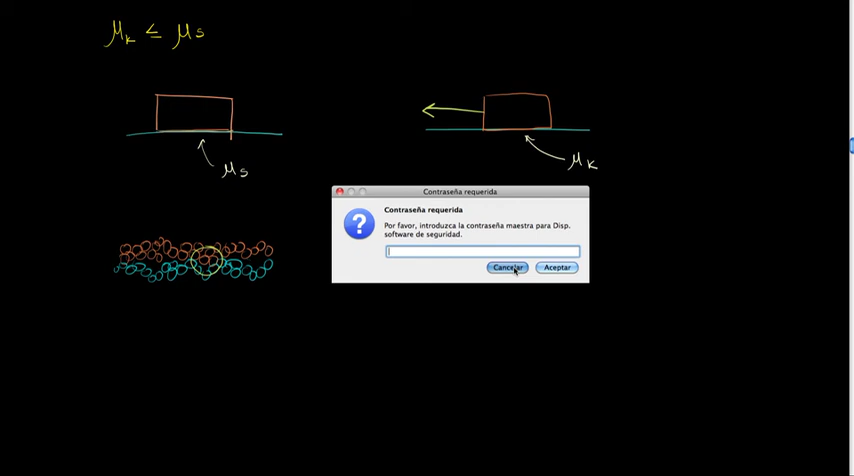 μk ≤ μs
μs
μk
Contraseña requerida
Contraseña requerida
Por favor, introduzca la contraseña maestra para Disp.
software de seguridad.
Cancelar
Aceptar